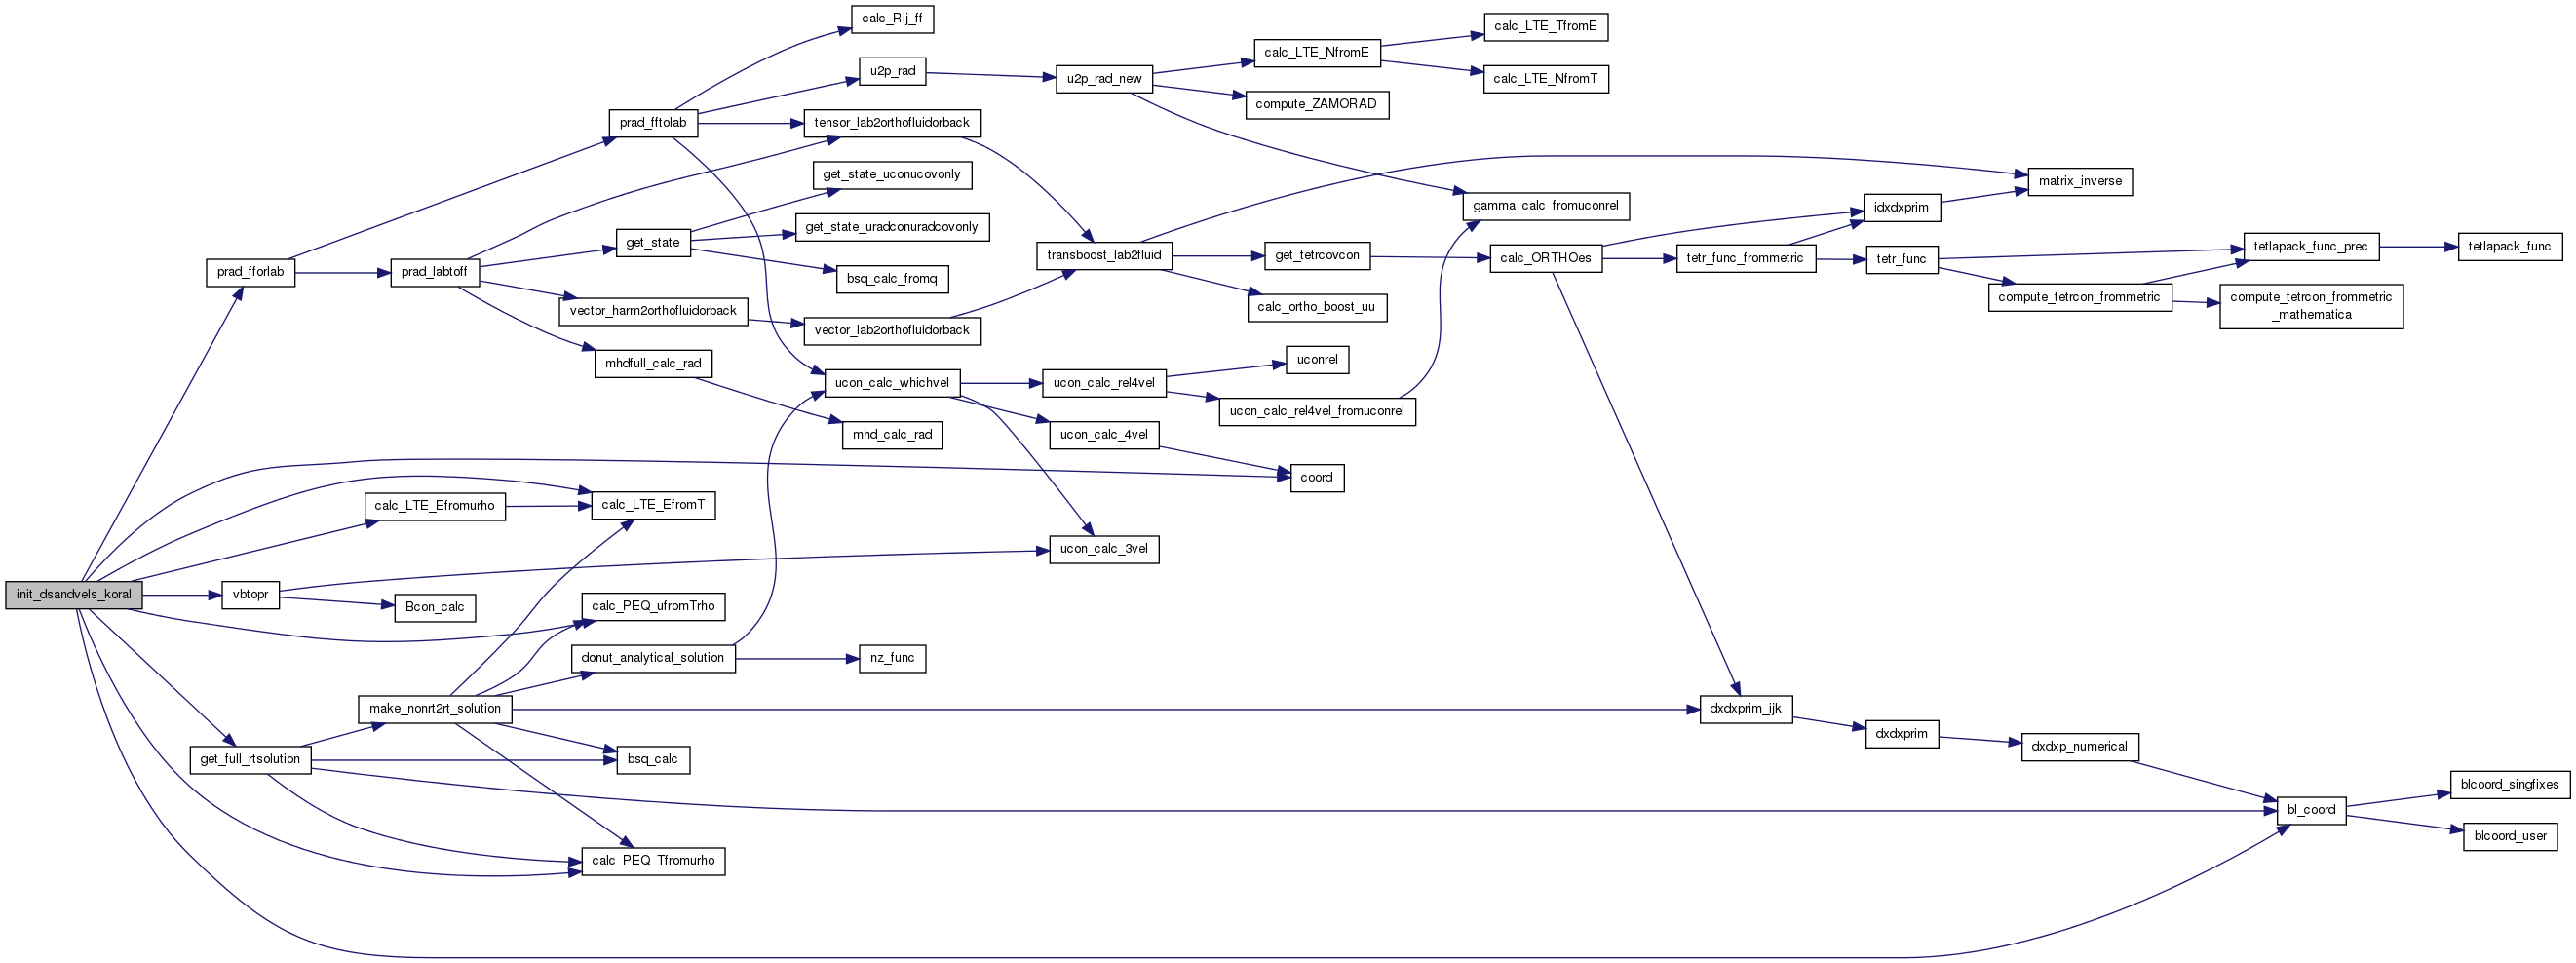 calc_Rij_ff
calc_LTE_TfromE
calc_LTE_NfromE
u2p_rad
u2p_rad_new
calc_LTE_NfromT
compute_ZAMORAD
prad_fftolab
tensor_lab2orthofluidorback
get_state_uconucovonly
matrix_inverse
gamma_calc_fromuconrel
idxdxprim
get_state_uradconuradcovonly
get_state
transboost_lab2fluid
get_tetrcovcon
calc_ORTHOes
tetr_func_frommetric
tetr_func
tetlapack_func_prec
tetlapack_func
prad_fforlab
prad_labtoff
bsq_calc_fromq
compute_tetrcon_frommetric
compute_tetrcon_frommetric
_mathematica
vector_harm2orthofluidorback
calc_ortho_boost_uu
vector_lab2orthofluidorback
mhdfull_calc_rad
uconrel
ucon_calc_whichvel
ucon_calc_rel4vel
ucon_calc_rel4vel_fromuconrel
mhd_calc_rad
ucon_calc_4vel
coord
calc_LTE_Efromurho
calc_LTE_EfromT
ucon_calc_3vel
init_dsandvels_koral
vbtopr
Bcon_calc
calc_PEQ_ufromTrho
donut_analytical_solution
nz_func
make_nonrt2rt_solution
dxdxprim_ijk
dxdxprim
dxdxp_numerical
get_full_rtsolution
bsq_calc
blcoord_singfixes
bl_coord
blcoord_user
calc_PEQ_Tfromurho